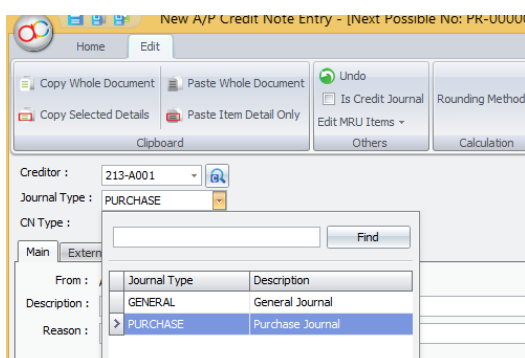 New A/P Credit Note Entry - [Next Possible No: PR-00000
Home Edit
Copy Whole Document Paste Whole Document Undo
Is Credit Journal Rounding Method
Copy Selected Details Paste Item Detail Only Edit MRU Items
Clipboard Others Calculation
Creditor : 213-A001
Journal Type : PURCHASE
CN Type :
Find
Main Extern
From : Journal Type Description
Description : GENERAL General Journal
Reason : PURCHASE Purchase Journal